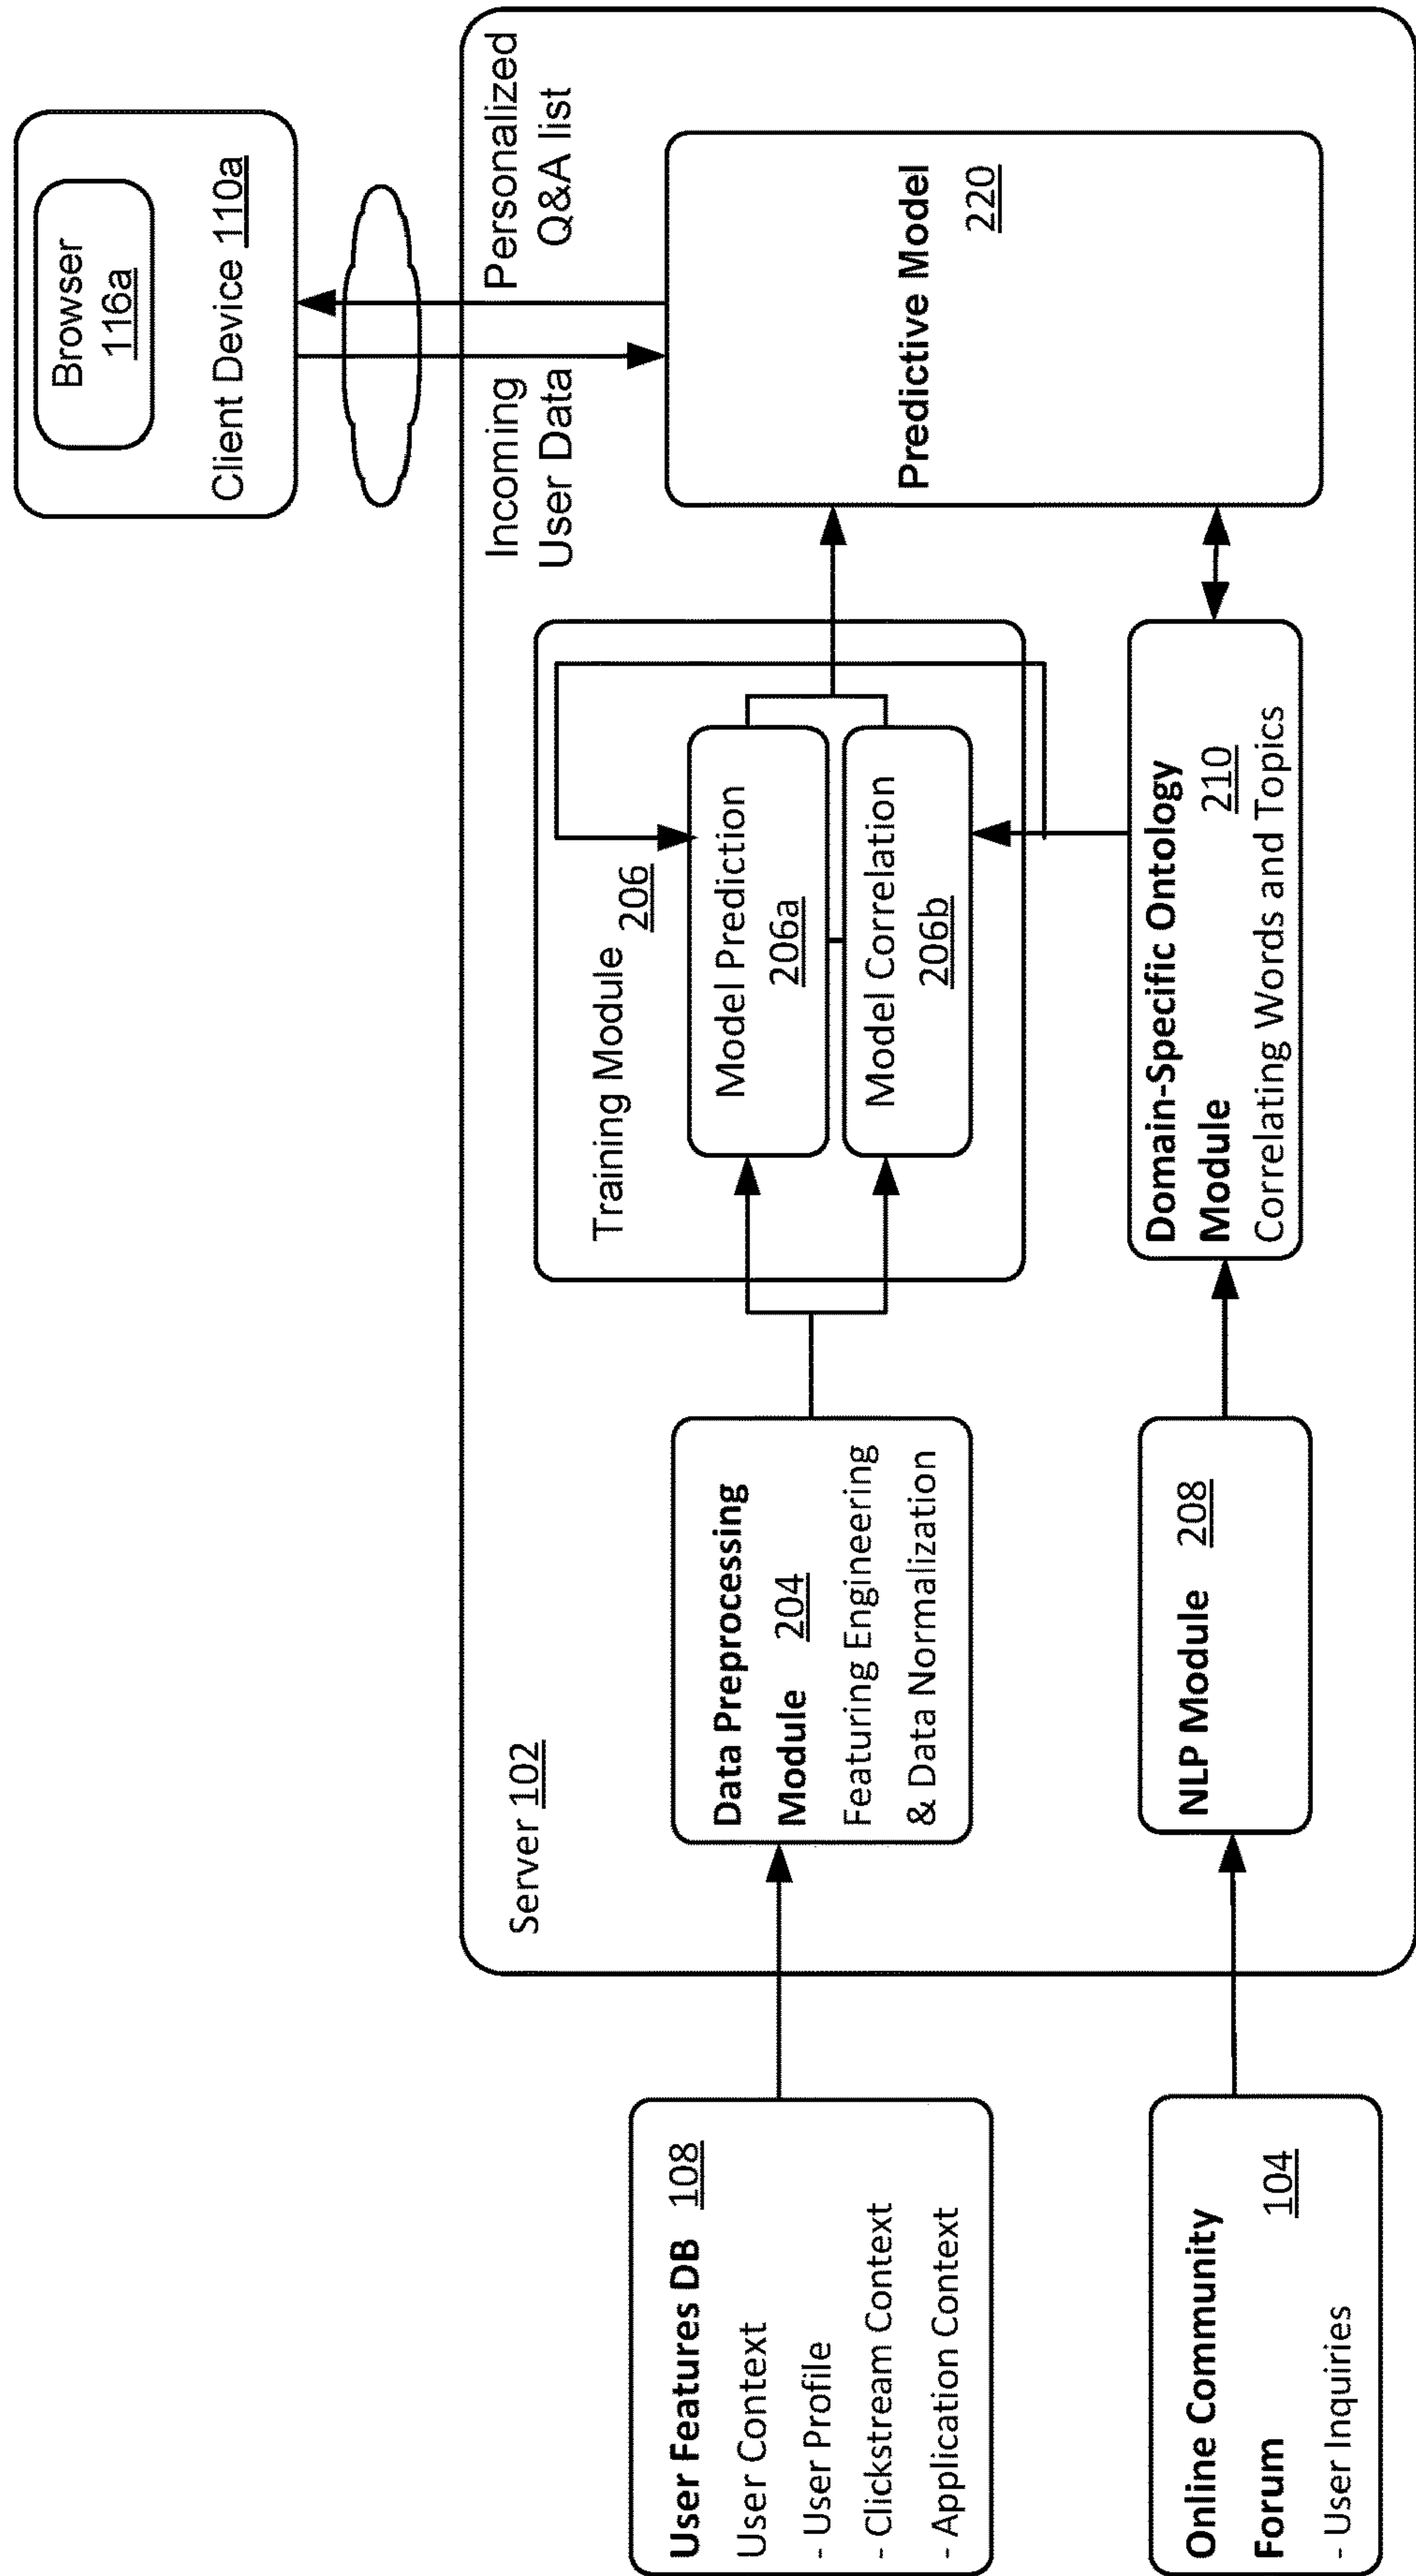 Browser
116a
Client Device 110a
Server 102
Incoming
User Data
Personalized
Q&A list
User Features DB 108
User Context
- User Profile
- Clickstream Context
- Application Context
Data Preprocessing
Module 204
Featuring Engineering
& Data Normalization
Training Module
206
Model Prediction
206a
Model Correlation
206b
Predictive Model
220
Online Community
Forum 104
- User Inquiries
NLP Module 208
Domain-Specific Ontology
Module 210
Correlating Words and Topics